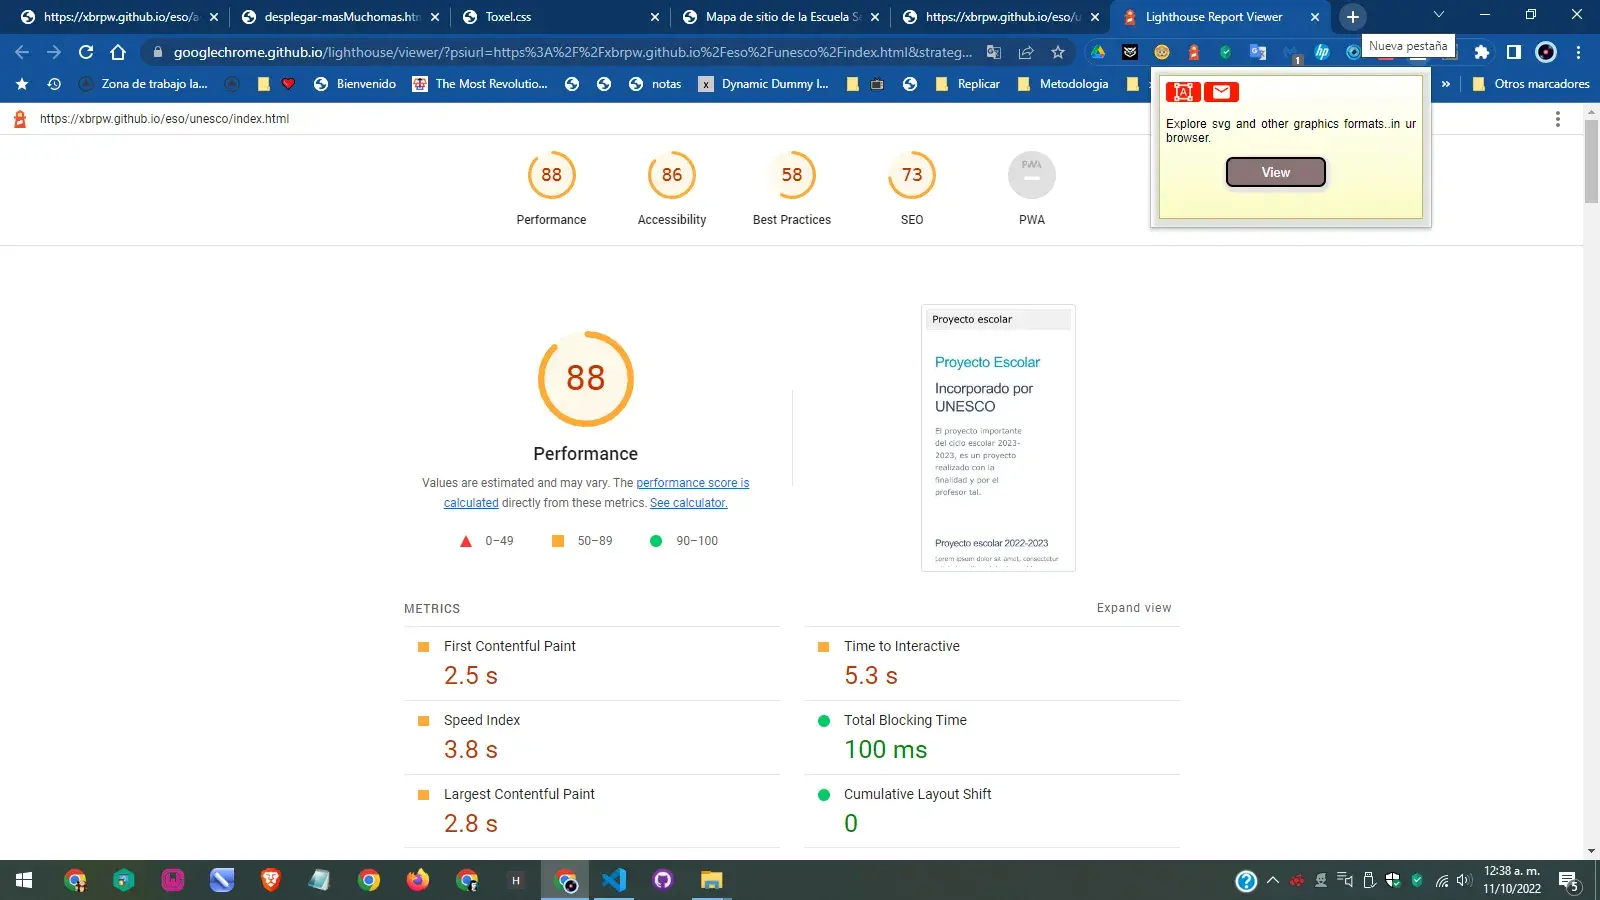 https://xbrpw.github.io/eso/a
desplegar-masMuchomas.htm
Toxel.css
Mapa de sitio de la Escuela Se
https://xbrpw.github.io/eso/u
Lighthouse Report Viewer
googlechrome.github.io/lighthouse/viewer/?psiurl=https%3A%2F%2Fxbrpw.github.io%2Feso%2Funesco%2Findex.html&strateg...
Nueva pestaña
Zona de trabajo la...
Bienvenido
The Most Revolutio...
notas
Dynamic Dummy I...
Replicar
Metodologia
»
Otros marcadores
https://xbrpw.github.io/eso/unesco/index.html
Explore svg and other graphics formats..in ur
browser.
View
88
86
58
73
PWA
Performance
Accessibility
Best Practices
SEO
PWA
88
Performance
Values are estimated and may vary. The performance score is
calculated directly from these metrics. See calculator.
0–49
50–89
90–100
Proyecto escolar
Proyecto Escolar
Incorporado por
UNESCO
El proyecto importante
del ciclo escolar 2023-
2023, es un proyecto
realizado con la
finalidad y por el
profesor tal.
Proyecto escolar 2022-2023
Lorem ipsum dolor sit amet, consectetur
METRICS
Expand view
First Contentful Paint
2.5 s
Time to Interactive
5.3 s
Speed Index
3.8 s
Total Blocking Time
100 ms
Largest Contentful Paint
2.8 s
Cumulative Layout Shift
0
12:38 a. m.
11/10/2022
5